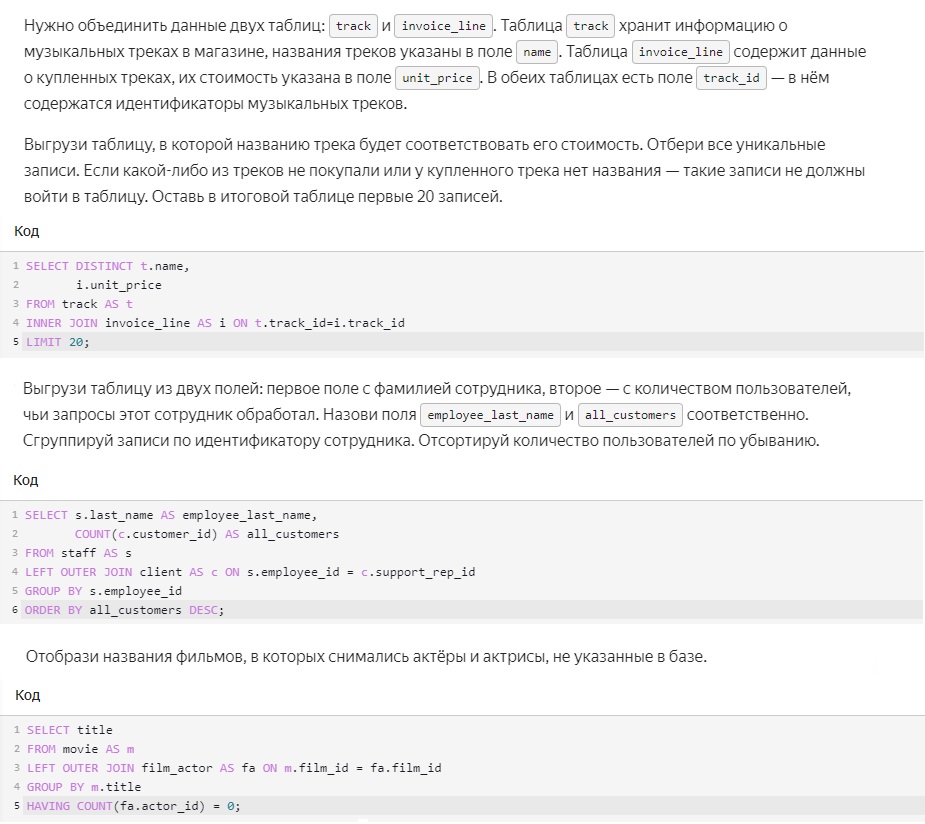 Нужно объединить данные двух таблиц: track и invoice_line. Таблица track хранит информацию о
музыкальных треках в магазине, названия треков указаны в поле name. Таблица invoice_line содержит данные
о купленных треках, их стоимость указана в поле unit_price. В обеих таблицах есть поле track_id — в нём
содержатся идентификаторы музыкальных треков.
Выгрузи таблицу, в которой названию трека будет соответствовать его стоимость. Отбери все уникальные
записи. Если какой-либо из треков не покупали или у купленного трека нет названия — такие записи не должны
войти в таблицу. Оставь в итоговой таблице первые 20 записей.
Код
1 SELECT DISTINCT t.name,
2 i.unit_price
3 FROM track AS t
4 INNER JOIN invoice_line AS i ON t.track_id=i.track_id
5 LIMIT 20;
Выгрузи таблицу из двух полей: первое поле с фамилией сотрудника, второе — с количеством пользователей,
чьи запросы этот сотрудник обработал. Назови поля employee_last_name и all_customers соответственно.
Сгруппируй записи по идентификатору сотрудника. Отсортируй количество пользователей по убыванию.
Код
1 SELECT s.last_name AS employee_last_name,
2 COUNT(c.customer_id) AS all_customers
3 FROM staff AS s
4 LEFT OUTER JOIN client AS c ON s.employee_id = c.support_rep_id
5 GROUP BY s.employee_id
6 ORDER BY all_customers DESC;
Отобрази названия фильмов, в которых снимались актёры и актрисы, не указанные в базе.
Код
1 SELECT title
2 FROM movie AS m
3 LEFT OUTER JOIN film_actor AS fa ON m.film_id = fa.film_id
4 GROUP BY m.title
5 HAVING COUNT(fa.actor_id) = 0;